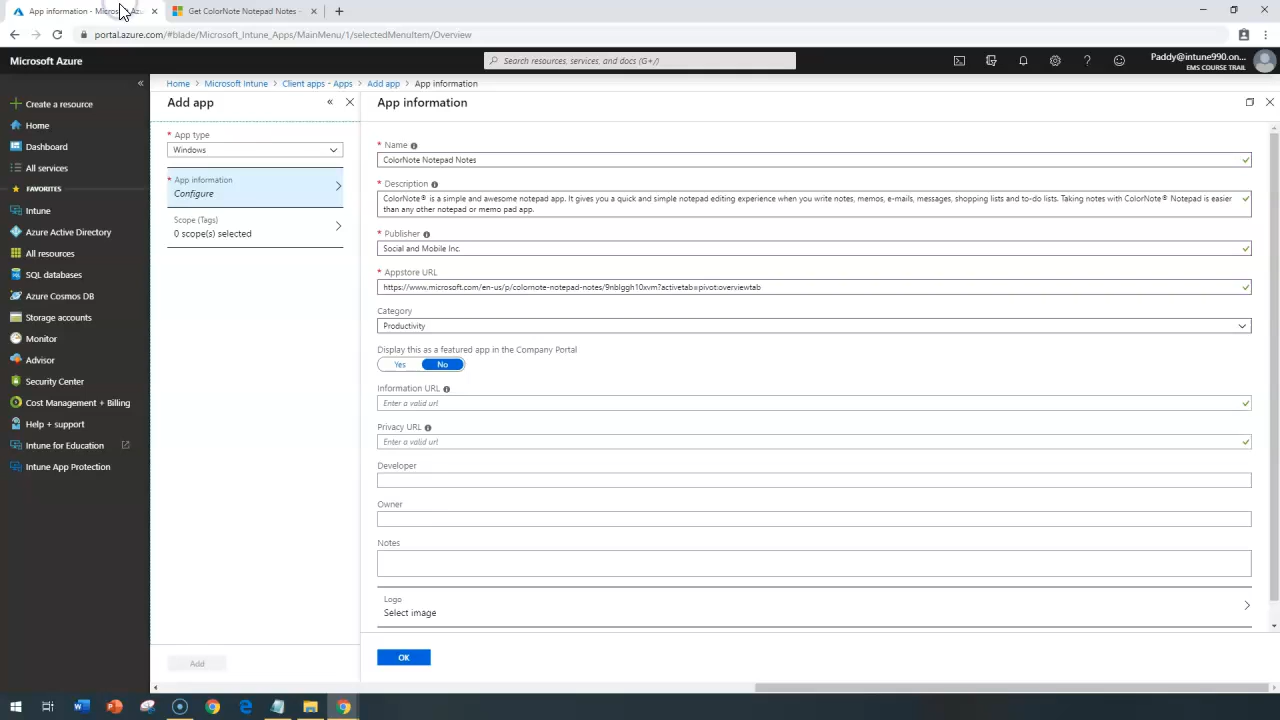 App information - Microsoft Az
Get ColorNote Notepad Notes -
portal.azure.com/#blade/Microsoft_Intune_Apps/MainMenu/1/selectedMenuItem/Overview
Microsoft Azure
Search resources, services, and docs (G+/)
Paddy@intune990.on...
EMS COURSE TRAIL
Home > Microsoft Intune > Client apps - Apps > Add app > App information
Create a resource
Home
Dashboard
All services
FAVORITES
Intune
Azure Active Directory
All resources
SQL databases
Azure Cosmos DB
Storage accounts
Monitor
Advisor
Security Center
Cost Management + Billing
Help + support
Intune for Education
Intune App Protection
Add app
* App type
Windows
* App information
Configure
Scope (Tags)
0 scope(s) selected
Add
App information
* Name
ColorNote Notepad Notes
* Description
ColorNote® is a simple and awesome notepad app. It gives you a quick and simple notepad editing experience when you write notes, memos, e-mails, messages, shopping lists and to-do lists. Taking notes with ColorNote® Notepad is easier
than any other notepad or memo pad app.
* Publisher
Social and Mobile Inc.
* Appstore URL
https://www.microsoft.com/en-us/p/colornote-notepad-notes/9nblggh10xvm?activetab=pivot:overviewtab
Category
Productivity
Display this as a featured app in the Company Portal
Yes No
Information URL
Enter a valid url
Privacy URL
Enter a valid url
Developer
Owner
Notes
Logo
Select image
OK